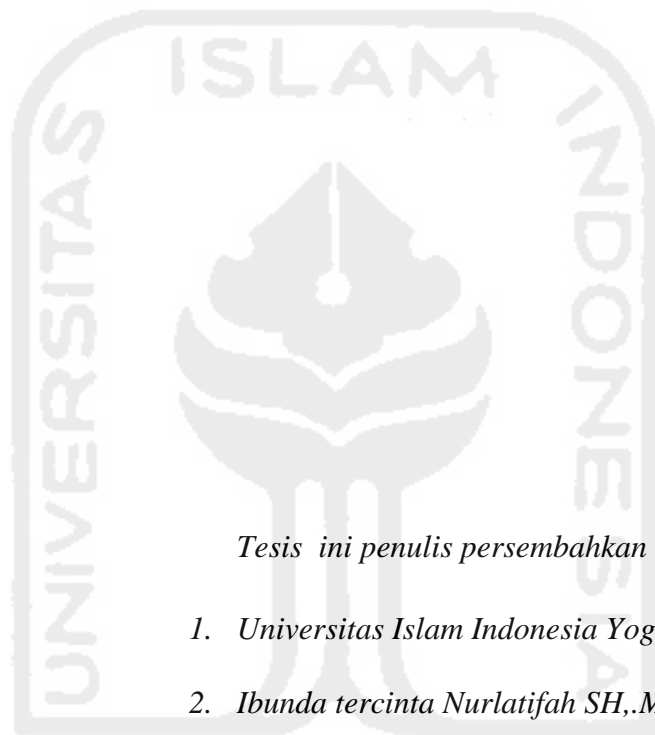 ISLAM
UNIVERSITAS
INDONESIA
Tesis ini penulis persembahkan
1. Universitas Islam Indonesia Yog
2. Ibunda tercinta Nurlatifah SH,.M